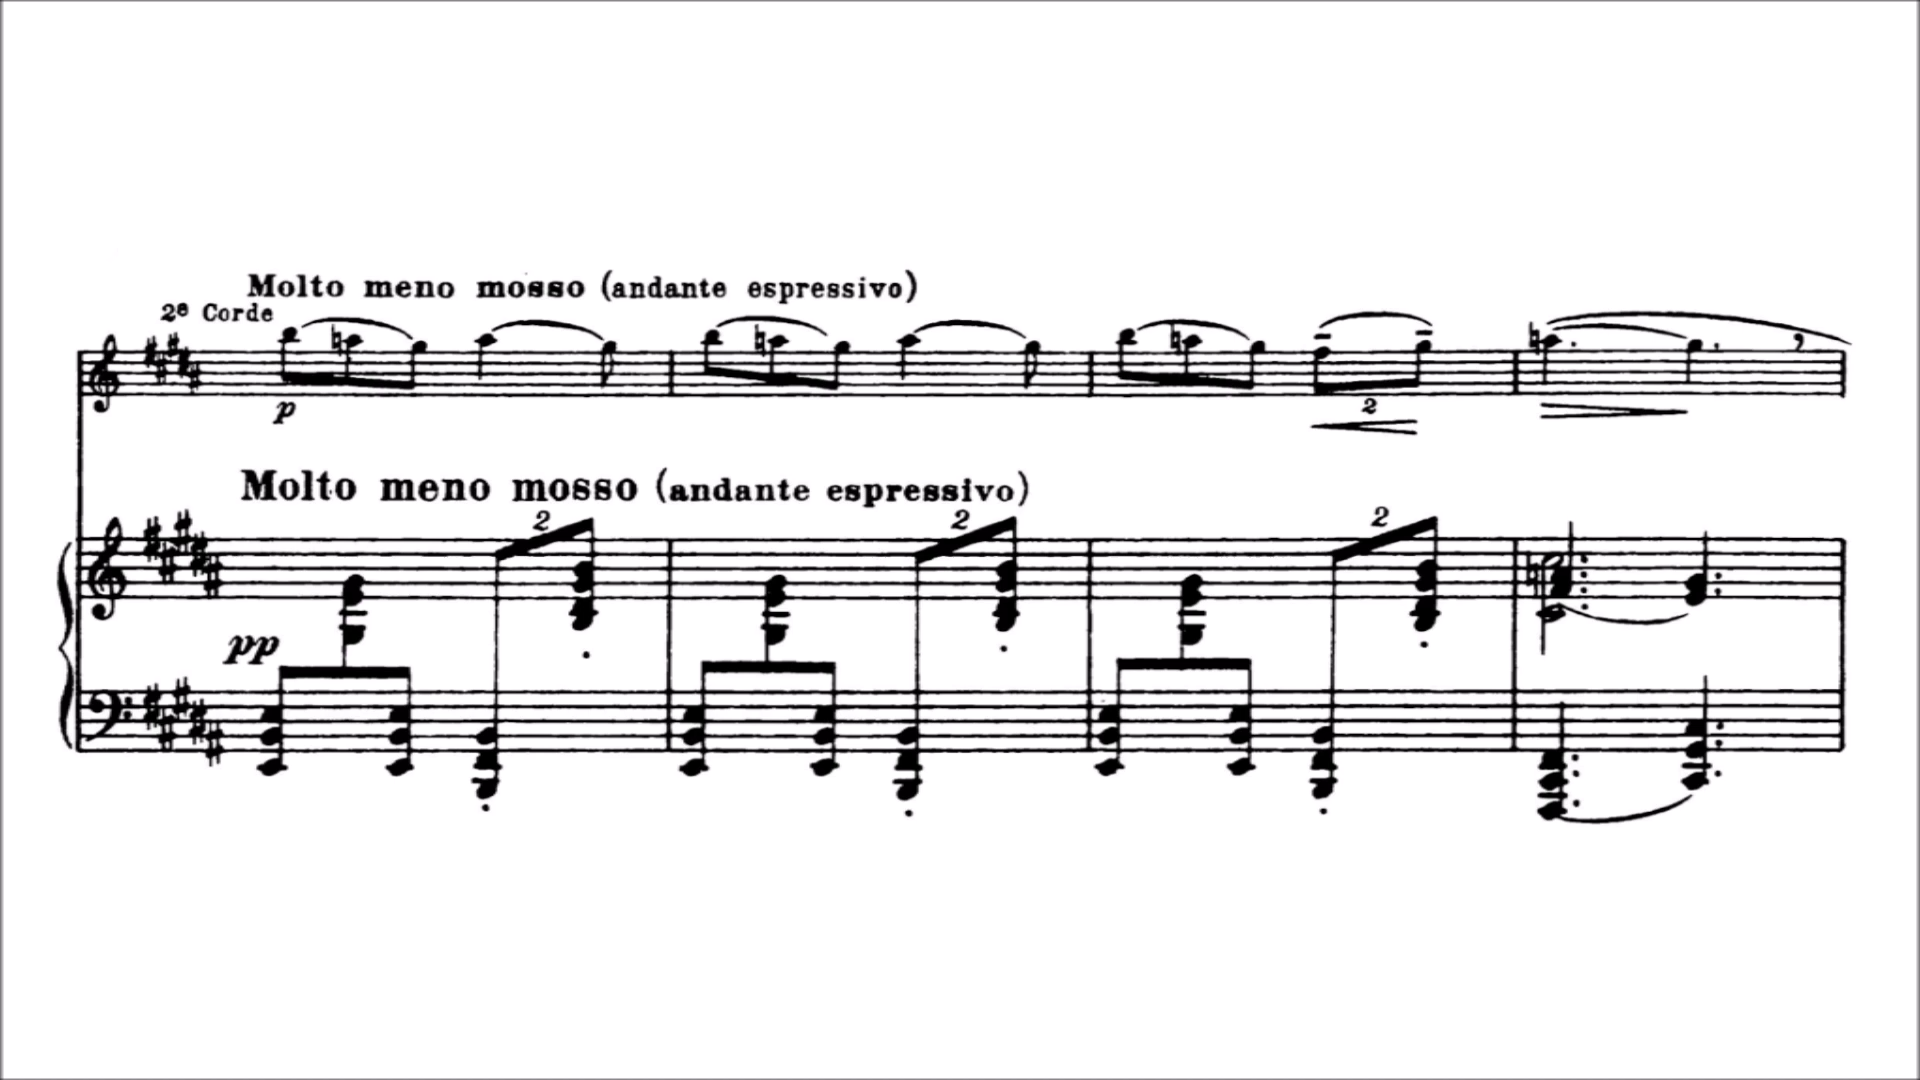 Molto meno mosso (andante espressivo)
2e Corde
p
2
Molto meno mosso (andante espressivo)
2 2 2
pp